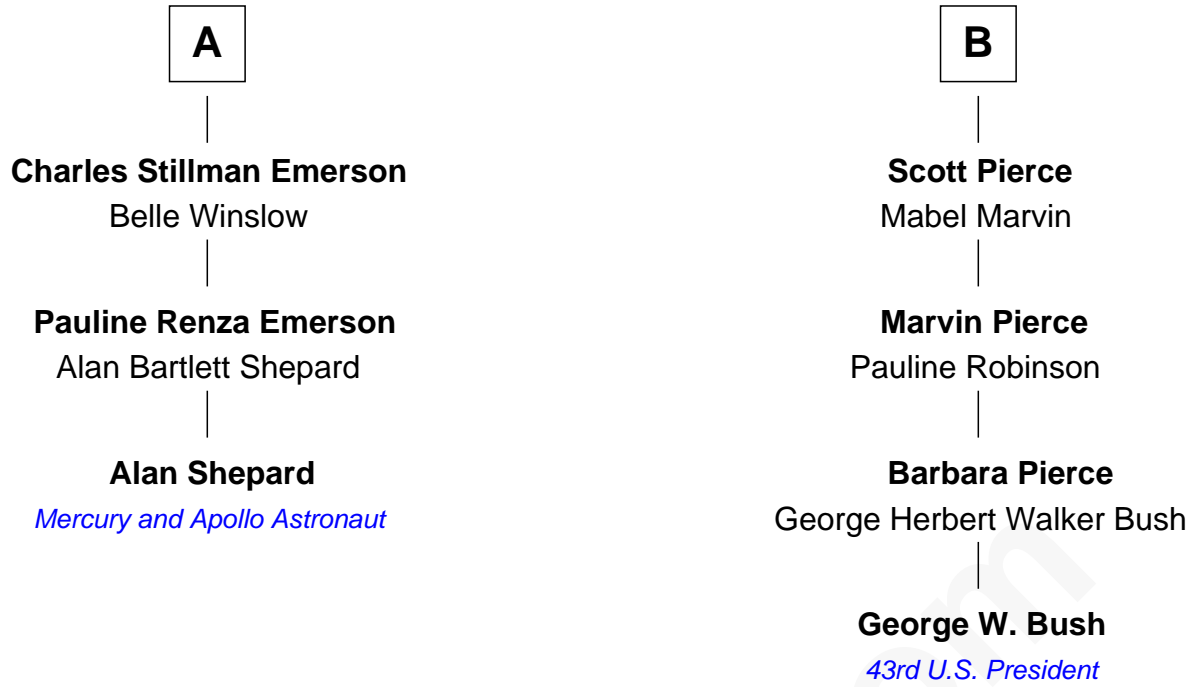 A
Charles Stillman Emerson
Belle Winslow
Pauline Renza Emerson
Alan Bartlett Shepard
Alan Shepard
Mercury and Apollo Astronaut
B
Scott Pierce
Mabel Marvin
Marvin Pierce
Pauline Robinson
Barbara Pierce
George Herbert Walker Bush
George W. Bush
43rd U.S. President